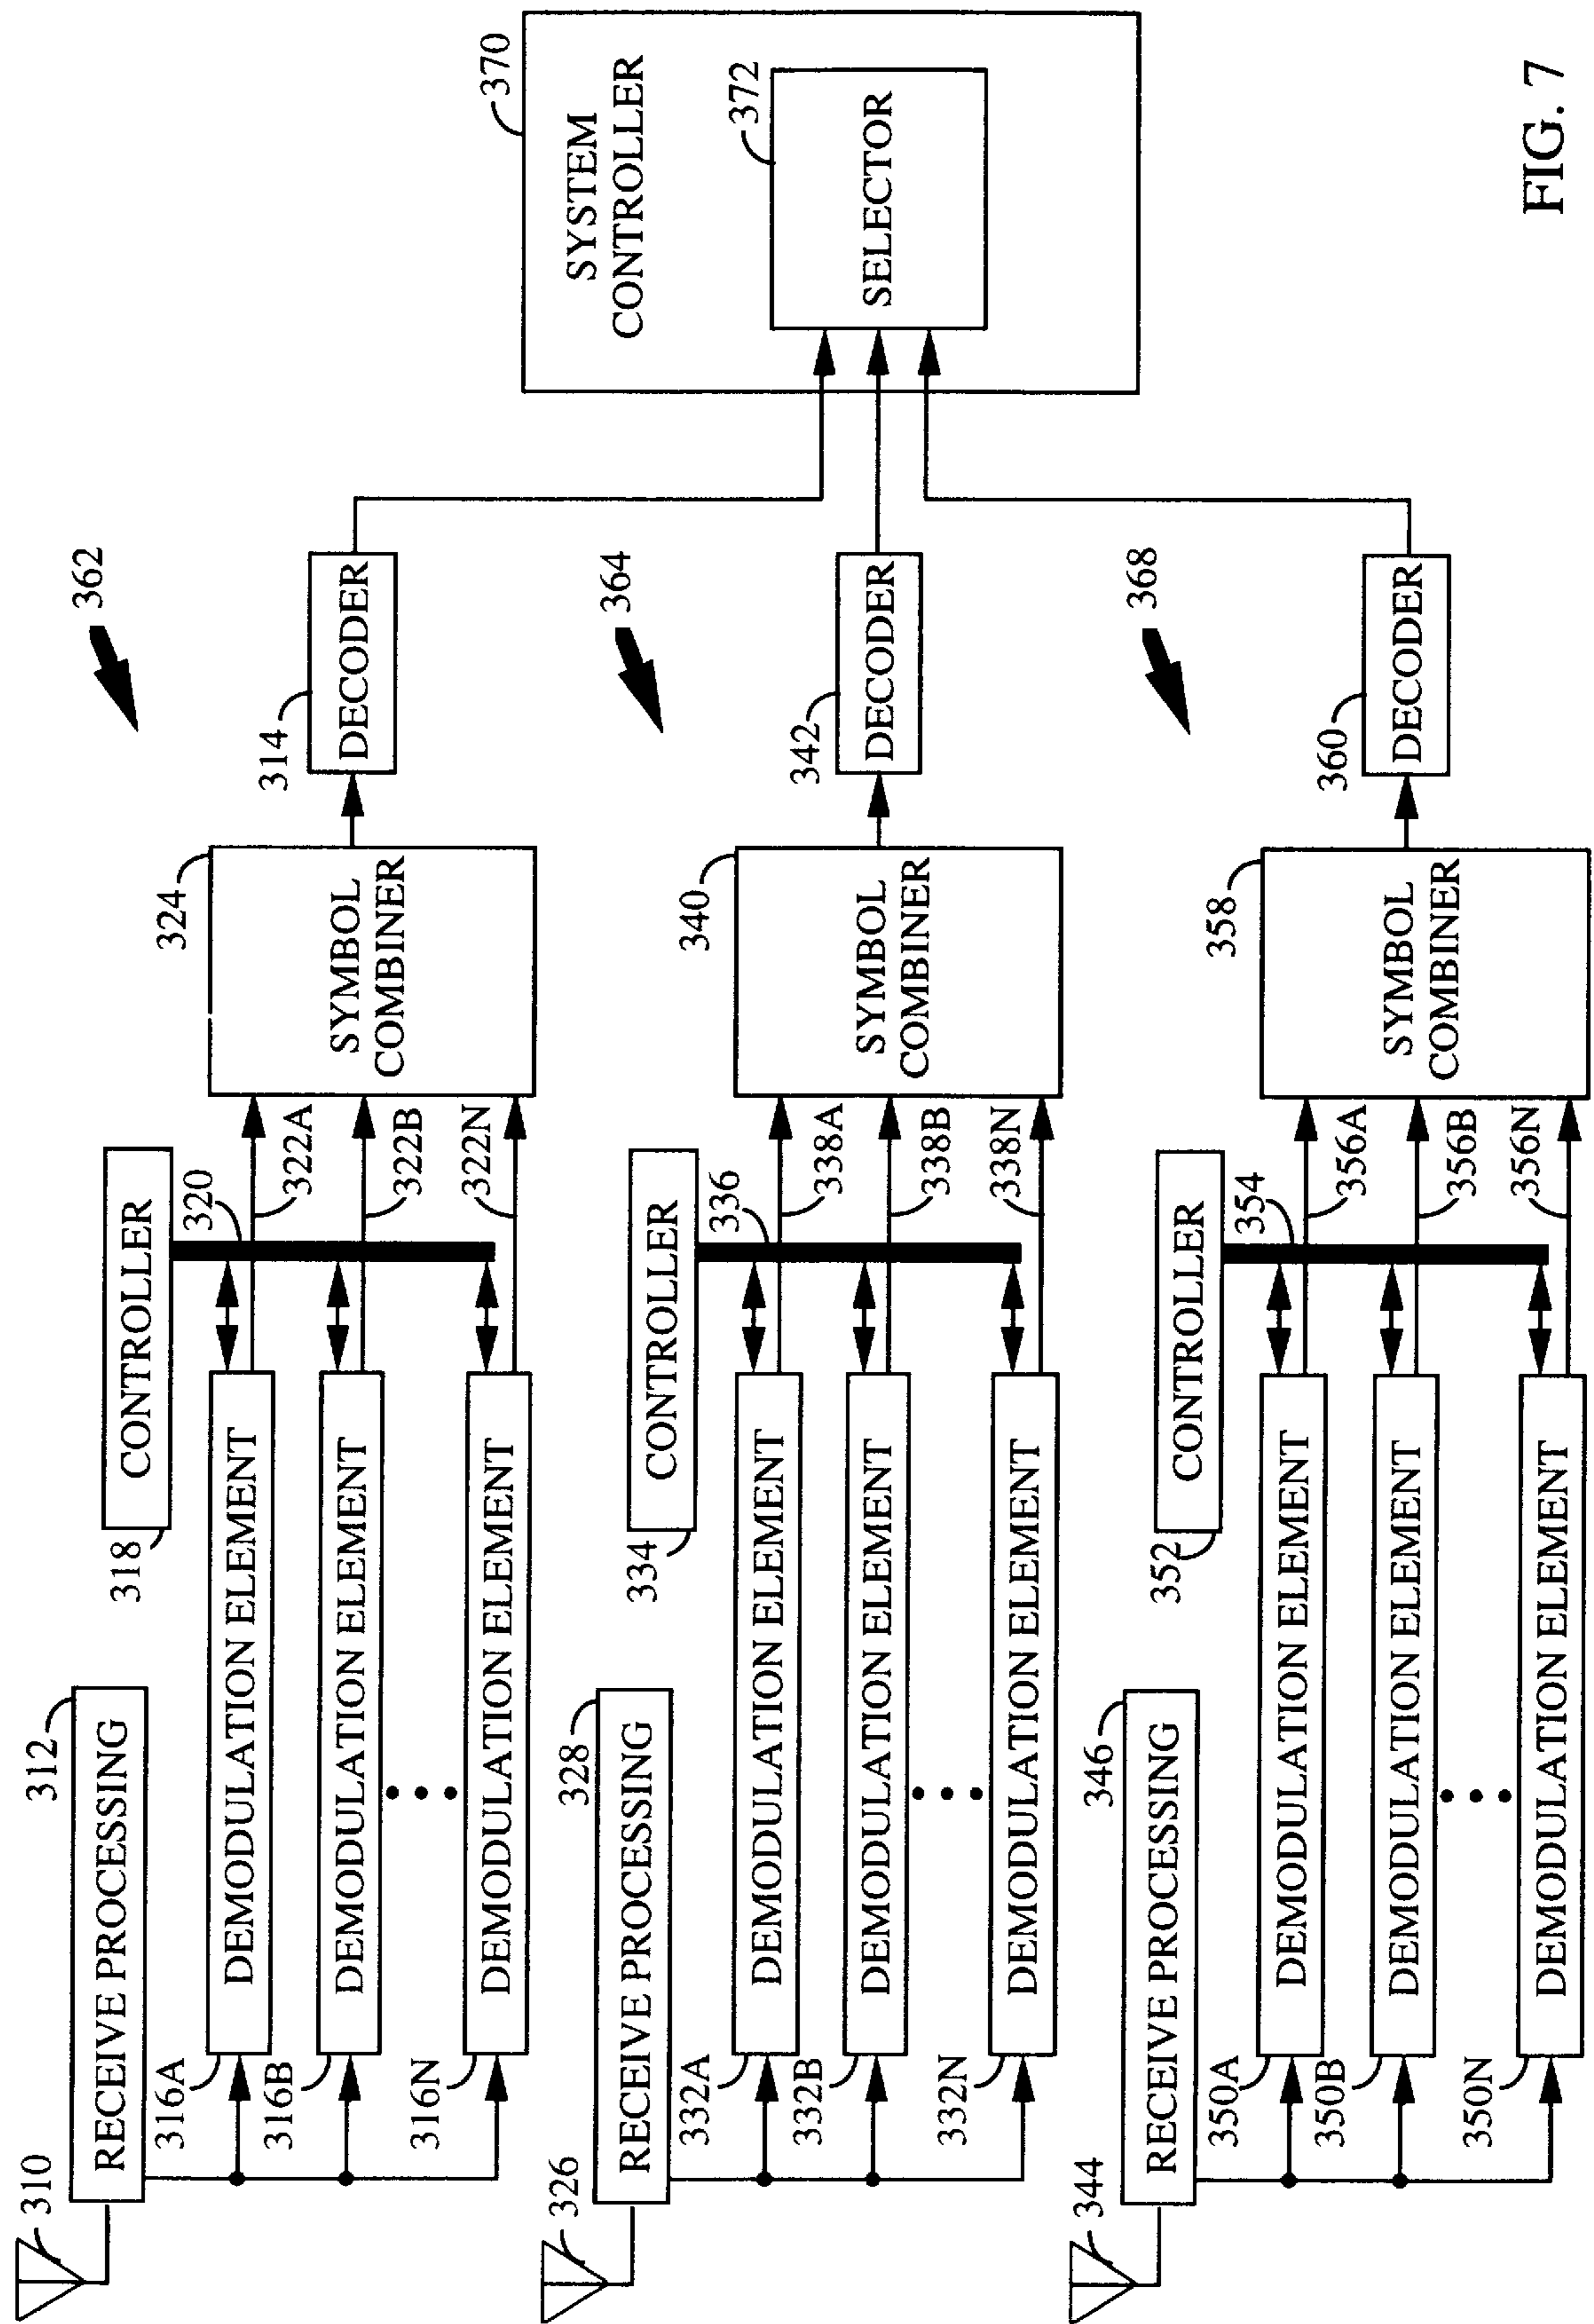 310
RECEIVE PROCESSING
312
316A
DEMODULATION ELEMENT
316B
DEMODULATION ELEMENT
316N
DEMODULATION ELEMENT
318
CONTROLLER
320
322A
322B
322N
324
SYMBOL
COMBINER
314
DECODER
362
326
RECEIVE PROCESSING
328
332A
DEMODULATION ELEMENT
332B
DEMODULATION ELEMENT
332N
DEMODULATION ELEMENT
334
CONTROLLER
336
338A
338B
338N
340
SYMBOL
COMBINER
342
DECODER
364
344
RECEIVE PROCESSING
346
350A
DEMODULATION ELEMENT
350B
DEMODULATION ELEMENT
350N
DEMODULATION ELEMENT
352
CONTROLLER
354
356A
356B
356N
358
SYMBOL
COMBINER
360
DECODER
368
370
SYSTEM
CONTROLLER
372
SELECTOR
FIG. 7